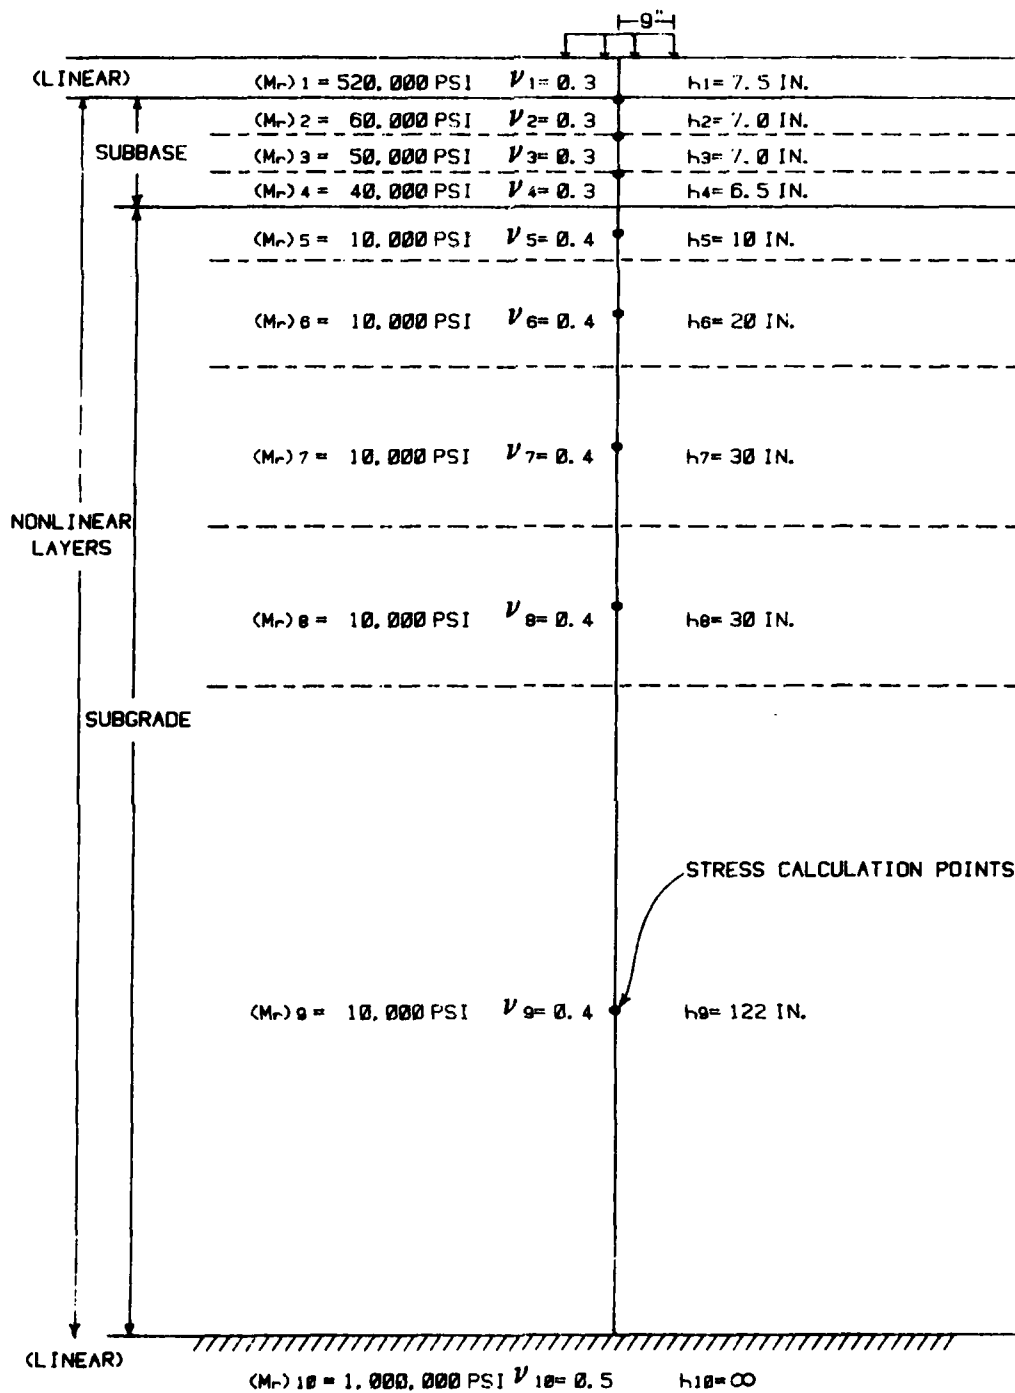 9"
(LINEAR) (Mr)1 = 520,000 PSI ν1= 0.3 h1= 7.5 IN.
(Mr)2 = 60,000 PSI ν2= 0.3 h2= 7.0 IN.
SUBBASE (Mr)3 = 50,000 PSI ν3= 0.3 h3= 7.0 IN.
(Mr)4 = 40,000 PSI ν4= 0.3 h4= 6.5 IN.
(Mr)5 = 10,000 PSI ν5= 0.4 h5= 10 IN.
(Mr)6 = 10,000 PSI ν6= 0.4 h6= 20 IN.
(Mr)7 = 10,000 PSI ν7= 0.4 h7= 30 IN.
NONLINEAR
LAYERS
(Mr)8 = 10,000 PSI ν8= 0.4 h8= 30 IN.
SUBGRADE
STRESS CALCULATION POINTS
(Mr)9 = 10,000 PSI ν9= 0.4 h9= 122 IN.
(LINEAR)
(Mr)10 = 1,000,000 PSI ν10= 0.5 h10= ∞